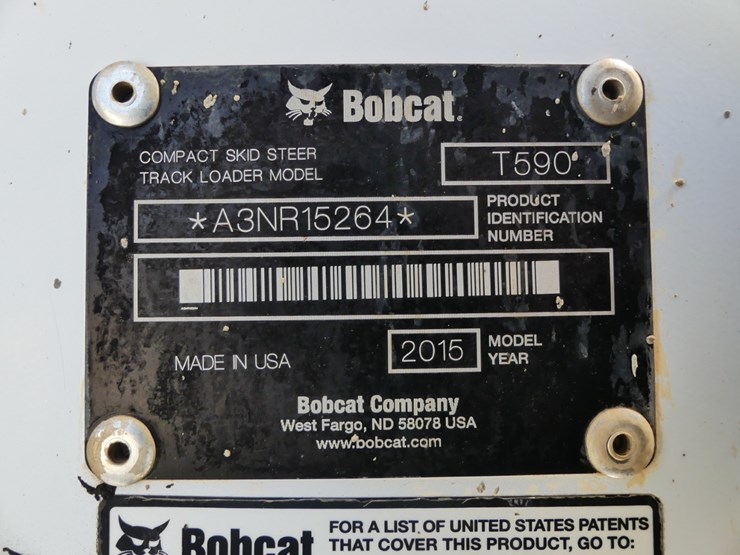 Bobcat.
COMPACT SKID STEER
TRACK LOADER MODEL
T590
*A3NR15264*
PRODUCT
IDENTIFICATION
NUMBER
MADE IN USA
2015
MODEL
YEAR
Bobcat Company
West Fargo, ND 58078 USA
www.bobcat.com
Bobcat
FOR A LIST OF UNITED STATES PATENTS
THAT COVER THIS PRODUCT, GO TO: